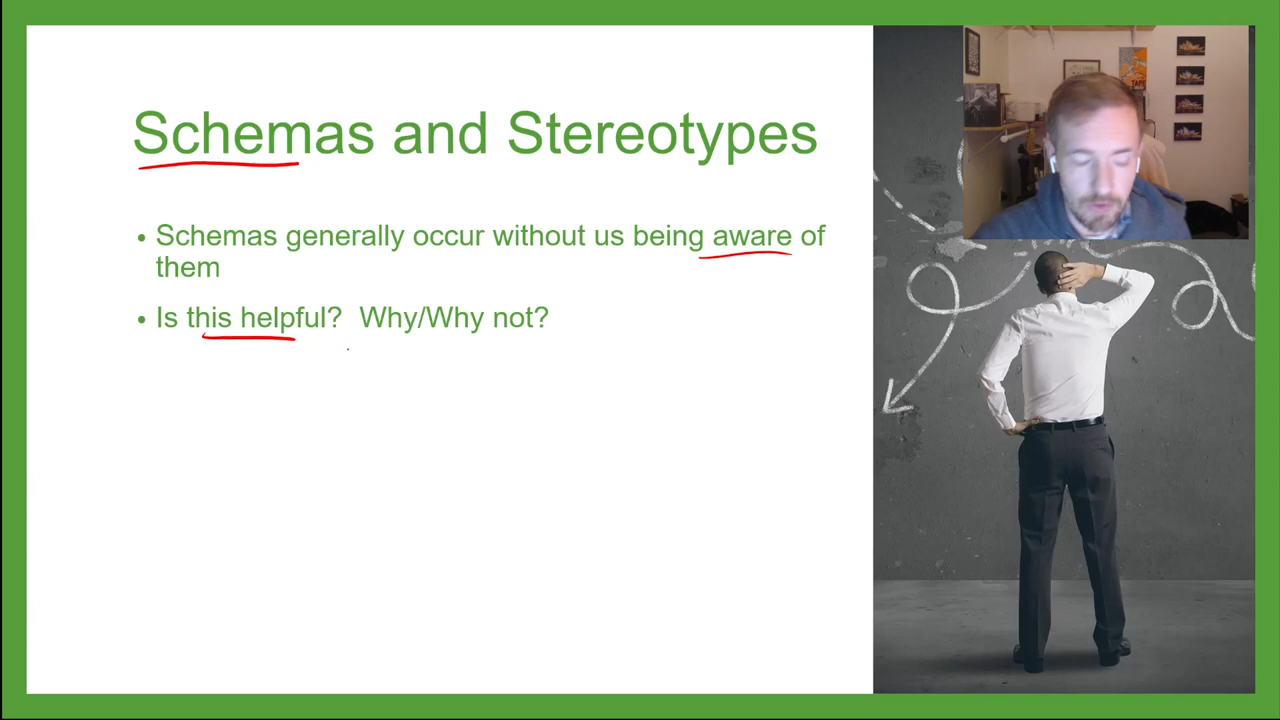 Schemas and Stereotypes
• Schemas generally occur without us being aware of
them
• Is this helpful?  Why/Why not?